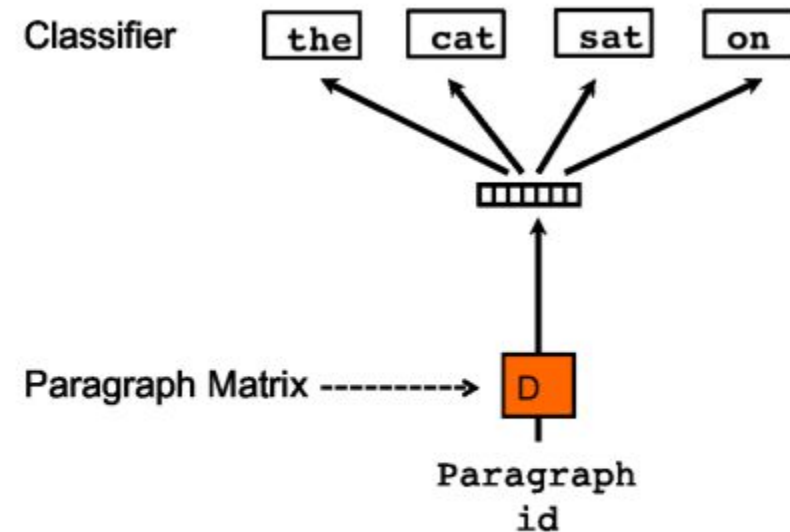 Classifier the cat sat on
Paragraph Matrix D
Paragraph
id